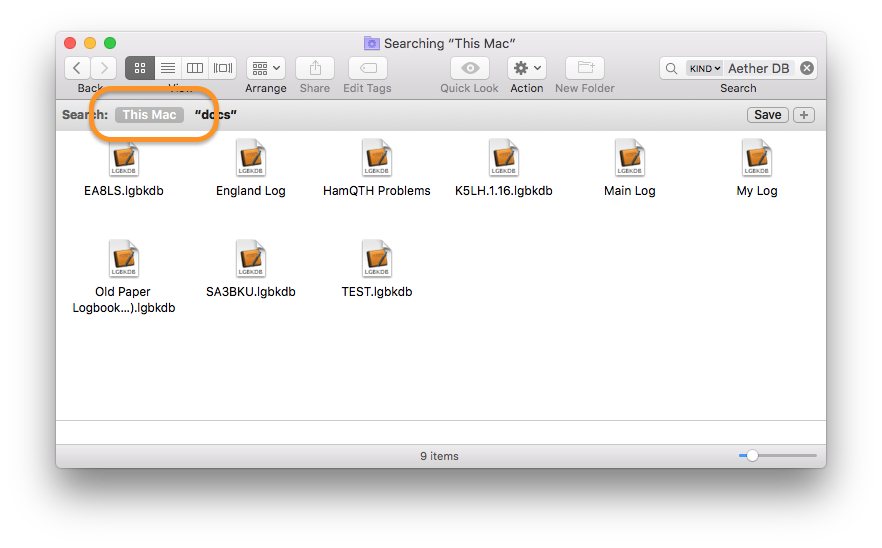 Searching “This Mac”
KIND Aether DB
Back View Arrange Share Edit Tags Quick Look Action New Folder Search
Search: This Mac “docs” Save +
LGBKDB LGBKDB LGBKDB LGBKDB LGBKDB LGBKDB
EA8LS.lgbkdb England Log HamQTH Problems K5LH.1.16.lgbkdb Main Log My Log
LGBKDB LGBKDB LGBKDB
Old Paper SA3BKU.lgbkdb TEST.lgbkdb
Logbook...).lgbkdb
9 items